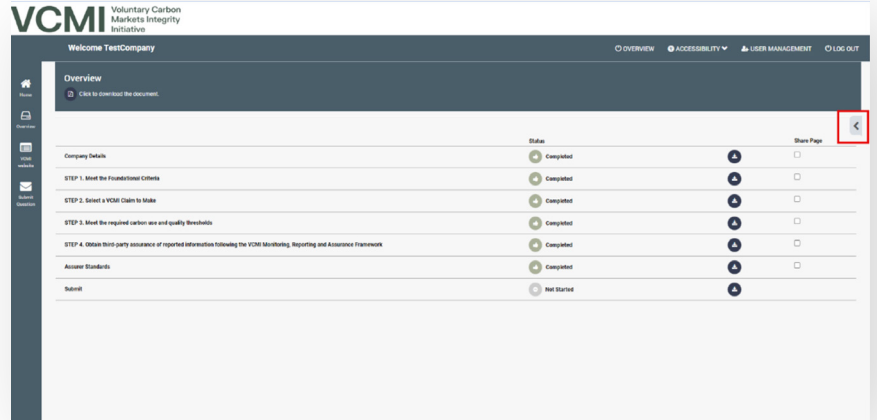 VCMI
Voluntary Carbon
Markets Integrity
Initiative
Welcome TestCompany
OVERVIEW
ACCESSIBILITY
USER MANAGEMENT
LOG OUT
Home
Overview
VCMI
website
Submit
Question
Overview
Click to download the document.
Status
Share Page
Company Details
Completed
STEP 1. Meet the Foundational Criteria
Completed
STEP 2. Select a VCMI Claim to Make
Completed
STEP 3. Meet the required carbon use and quality thresholds
Completed
STEP 4. Obtain third-party assurance of reported information following the VCMI Monitoring, Reporting and Assurance Framework
Completed
Assurer Standards
Completed
Submit
Not Started